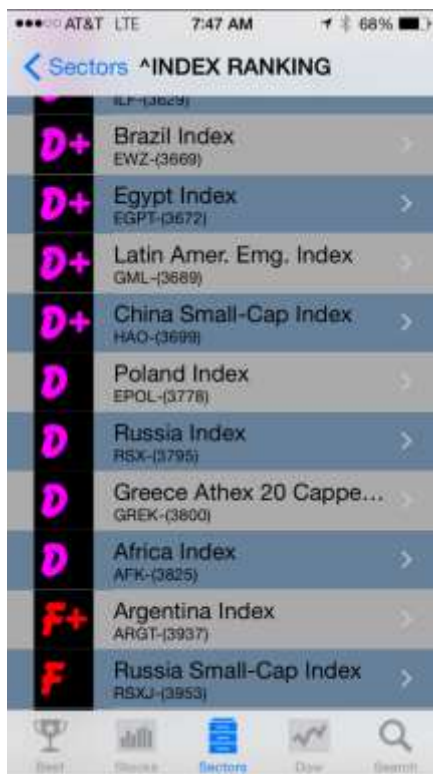 AT&T LTE 7:47 AM 68%
Sectors ^INDEX RANKING
ILF-(3629)
D+ Brazil Index
EWZ-(3669)
D+ Egypt Index
EGPT-(3672)
D+ Latin Amer. Emg. Index
GML-(3689)
D+ China Small-Cap Index
HAO-(3699)
D Poland Index
EPOL-(3778)
D Russia Index
RSX-(3795)
D Greece Athex 20 Cappe...
GREK-(3800)
D Africa Index
AFK-(3825)
F+ Argentina Index
ARGT-(3937)
F Russia Small-Cap Index
RSXJ-(3953)
Best Stocks Sectors Dow Search